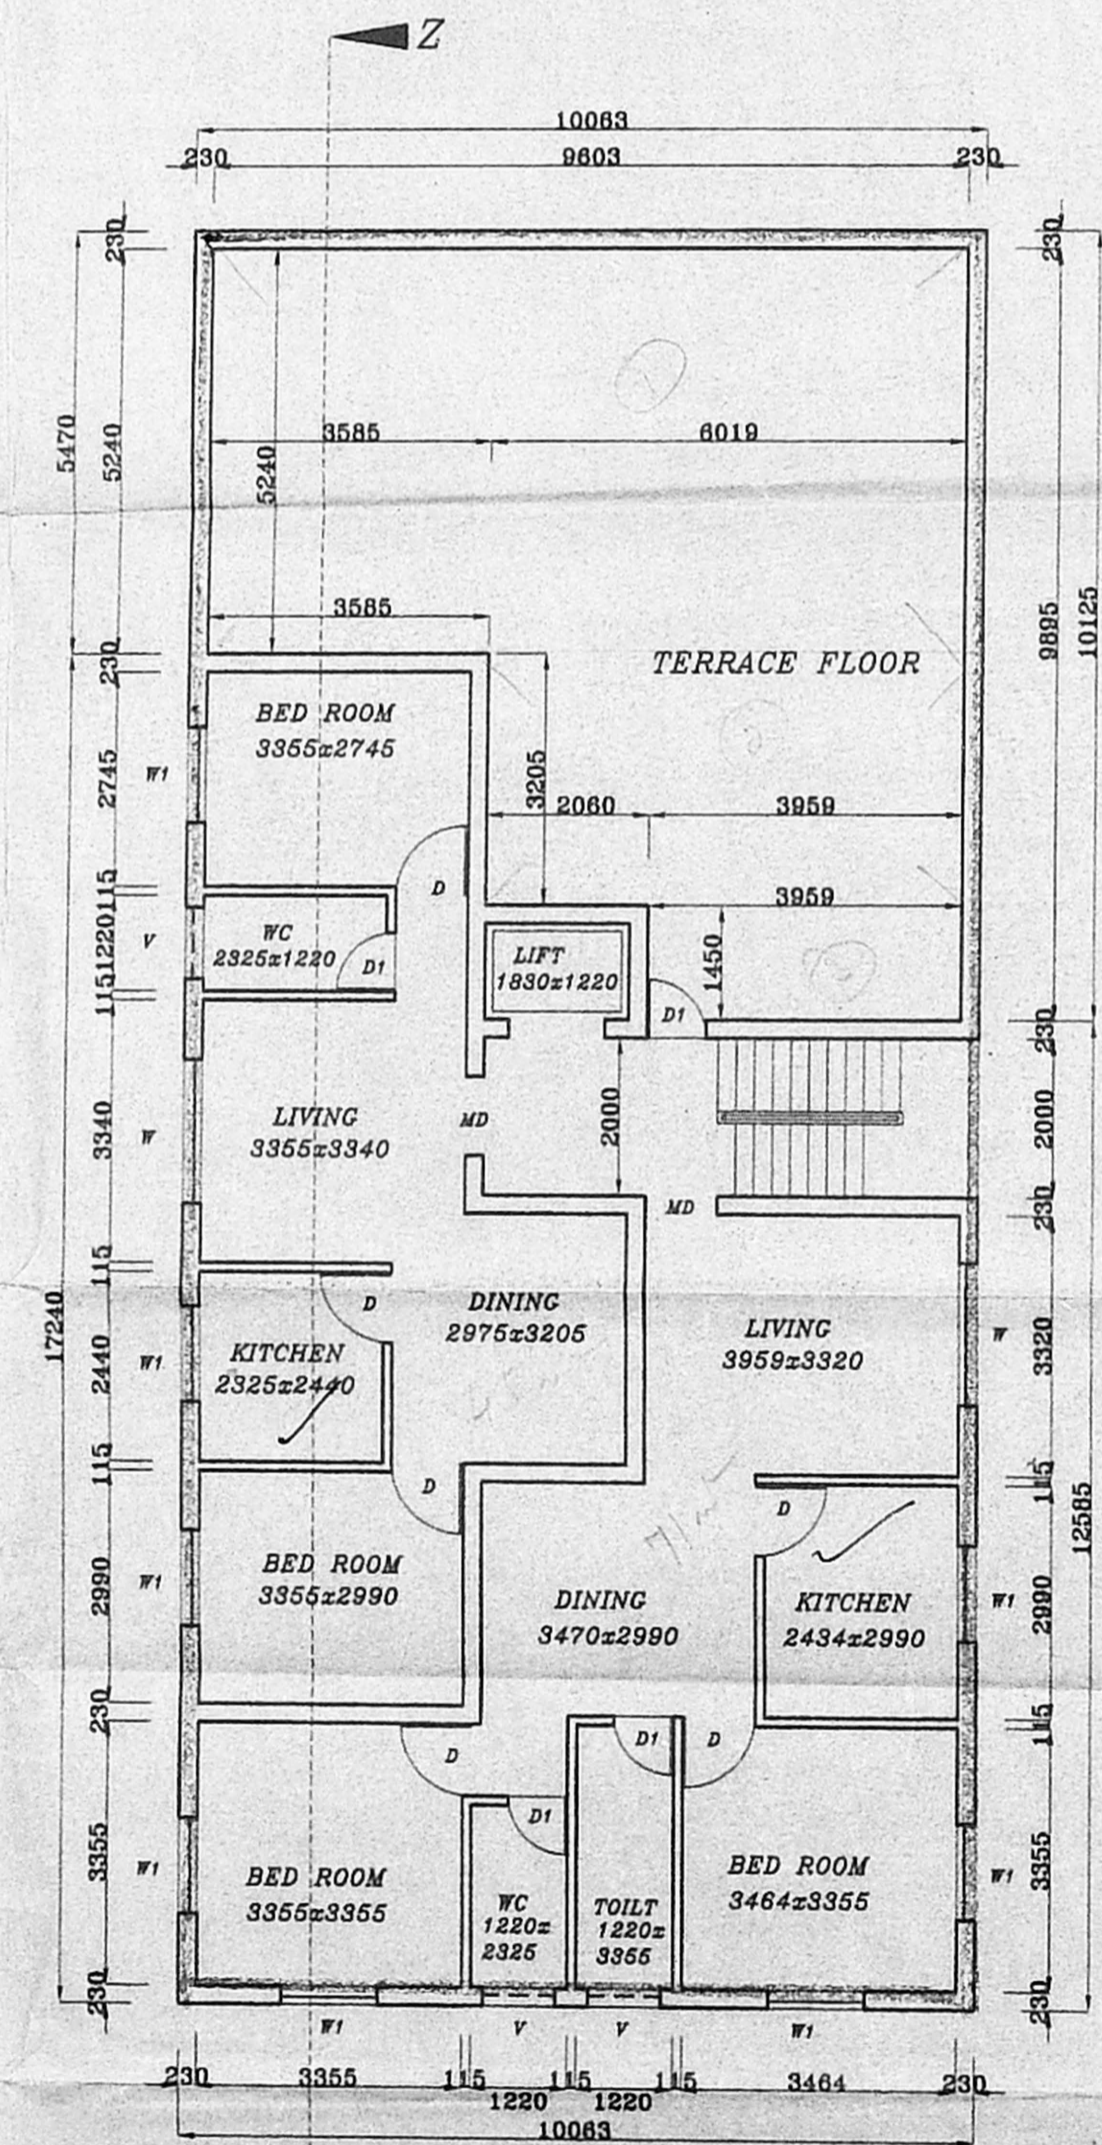 Z
10063
230 9603 230
230
230
5470
5240
3585 6019
5240
3585
TERRACE FLOOR
9895
10125
230
BED ROOM
3355x2745
2745
W1
3205
2060 3959
D
115
3959
WC
2325x1220
V
1220
D1
LIFT
1830x1220
1450
D1
115
230
LIVING
3355x3340
3340
W
MD
2000
2000
MD
230
115
D
DINING
2975x3205
LIVING
3959x3320
W
3320
17240
KITCHEN
2325x2440
2440
W1
115
D
115
D
12585
BED ROOM
3355x2990
2990
W1
DINING
3470x2990
KITCHEN
2434x2990
W1
2990
71 m
230
D
D1
D
115
D1
3355
W1
BED ROOM
3355x3355
WC
1220x
2325
TOILT
1220x
3355
BED ROOM
3464x3355
W1
3355
230
230
W1 V V W1
230 3355 115 115 115 3464 230
1220 1220
10063